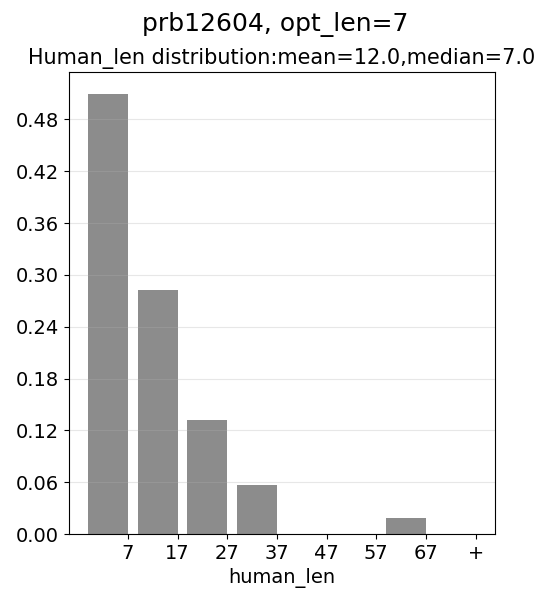 prb12604, opt_len=7
Human_len distribution:mean=12.0,median=7.0
0.48
0.42
0.36
0.30
0.24
0.18
0.12
0.06
0.00
7 17 27 37 47 57 67 +
human_len